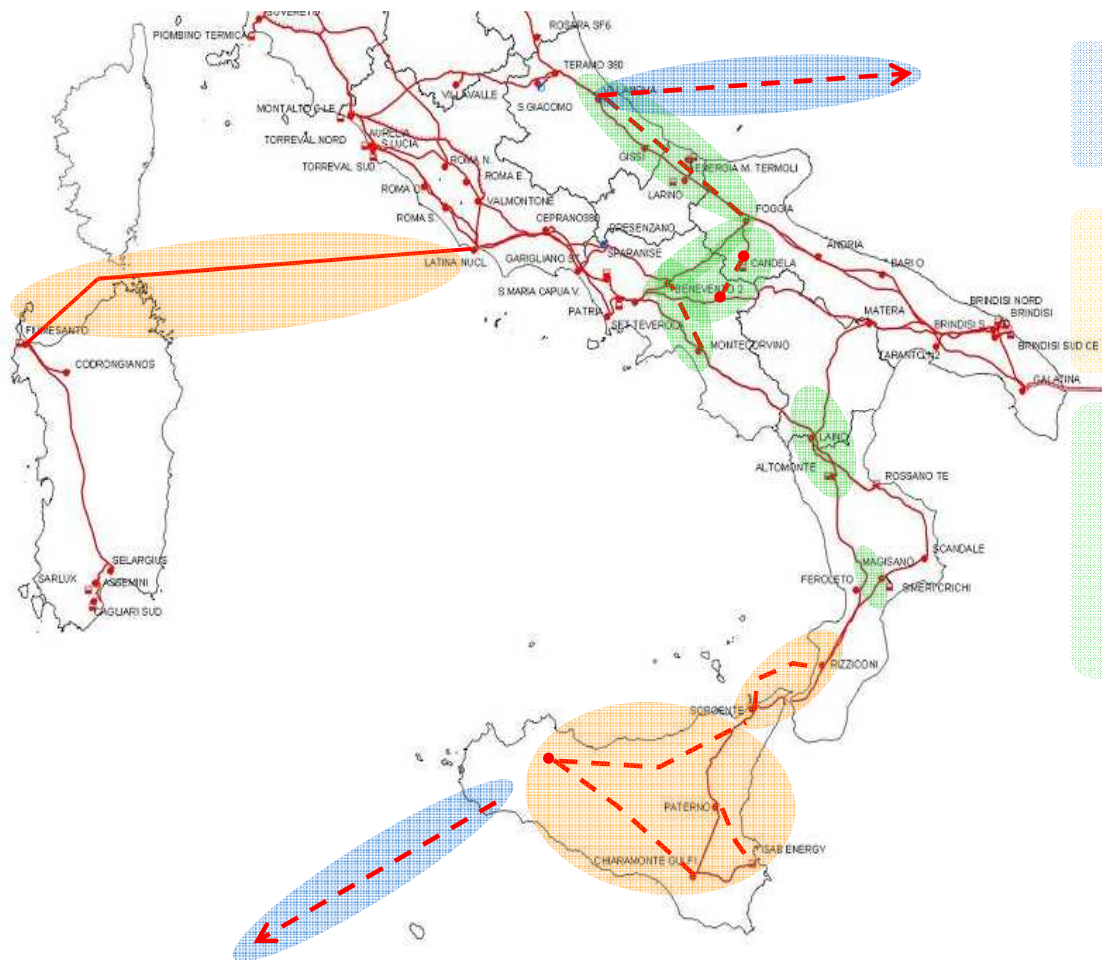 SUVERETO
ROSARA SF6
PIOMBINO TERMICA
TERAMO 380
VILLAVALLE
S.GIACOMO
VILLANOVA
MONTALTO C.LE
TORREVAL.NORD
AURELIA
S.LUCIA
GISSI
ROMA N.
ENERGIA M. TERMOLI
TORREVAL SUD
ROMA E.
LARINO
ROMA O.
VALMONTONE
ROMA S.
CEPRANO380
FOGGIA
PRESENZANO
ANDRIA
LATINA NUCL.
GARIGLIANO ST.
SPARANISE
CANDELA
BARI O.
S.MARIA CAPUA V.
BENEVENTO 2
BRINDISI NORD
PATRIA
MATERA
BRINDISI
BRINDISI S.
FIUMESANTO
MONTECORVINO
TARANTO N2
BRINDISI SUD CE
CODRONGIANOS
GALATINA
LAINO
ALTOMONTE
ROSSANO TE
SCANDALE
SELARGIUS
MAGISANO
SARLUX
ASSEMINI
FEROLETO
SIMERI CRICHI
CAGLIARI SUD
RIZZICONI
SORGENTE
PATERNO
ISAB ENERGY
CHIARAMONTE GULFI